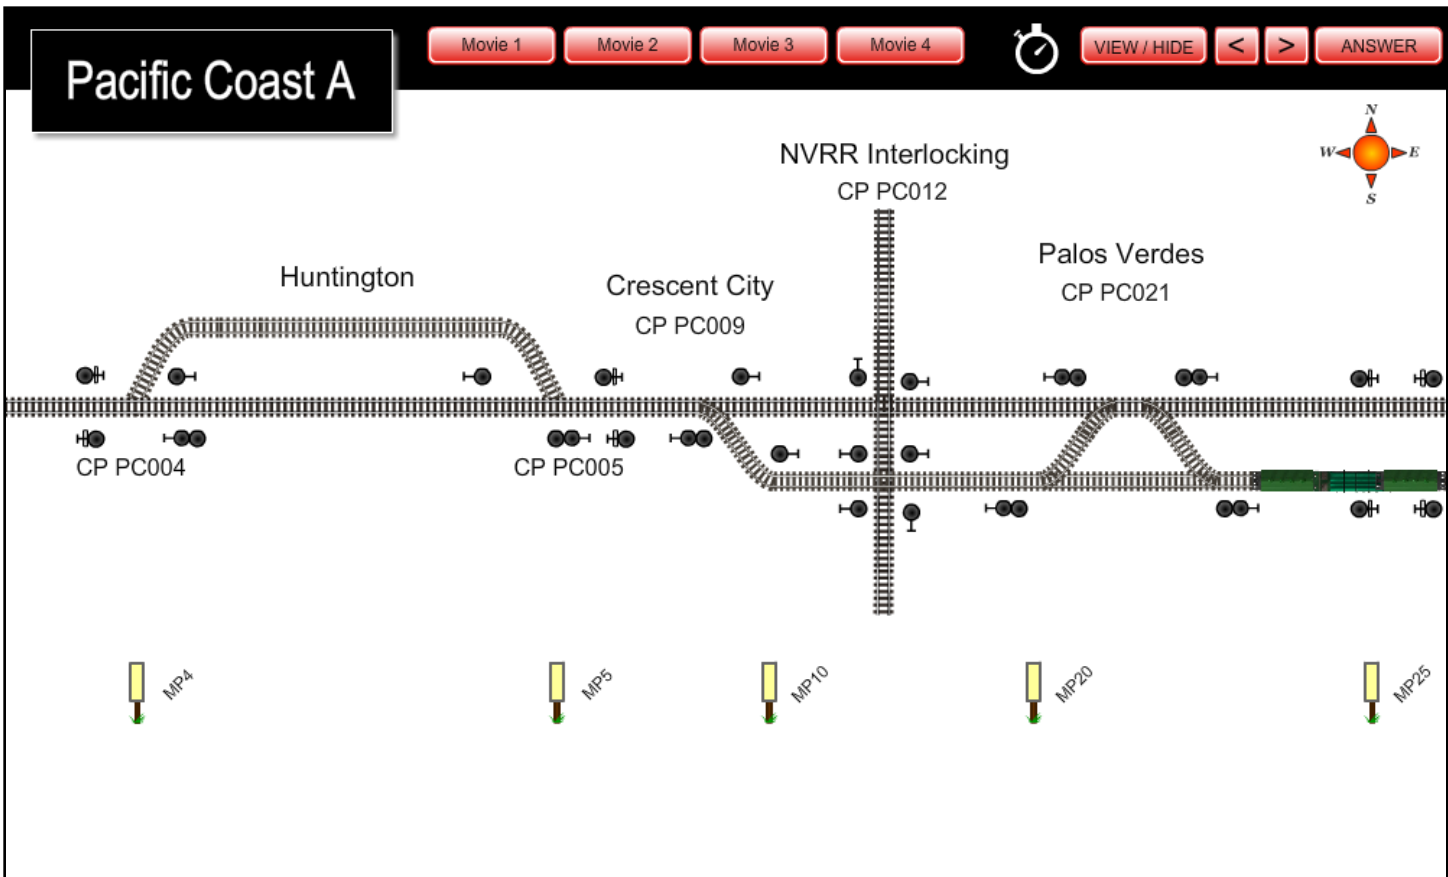 Movie 1
Movie 2
Movie 3
Movie 4
VIEW / HIDE
<
>
ANSWER
Pacific Coast A
N
W E
S
NVRR Interlocking
CP PC012
Palos Verdes
CP PC021
Huntington
Crescent City
CP PC009
CP PC004
CP PC005
MP4
MP5
MP10
MP20
MP25